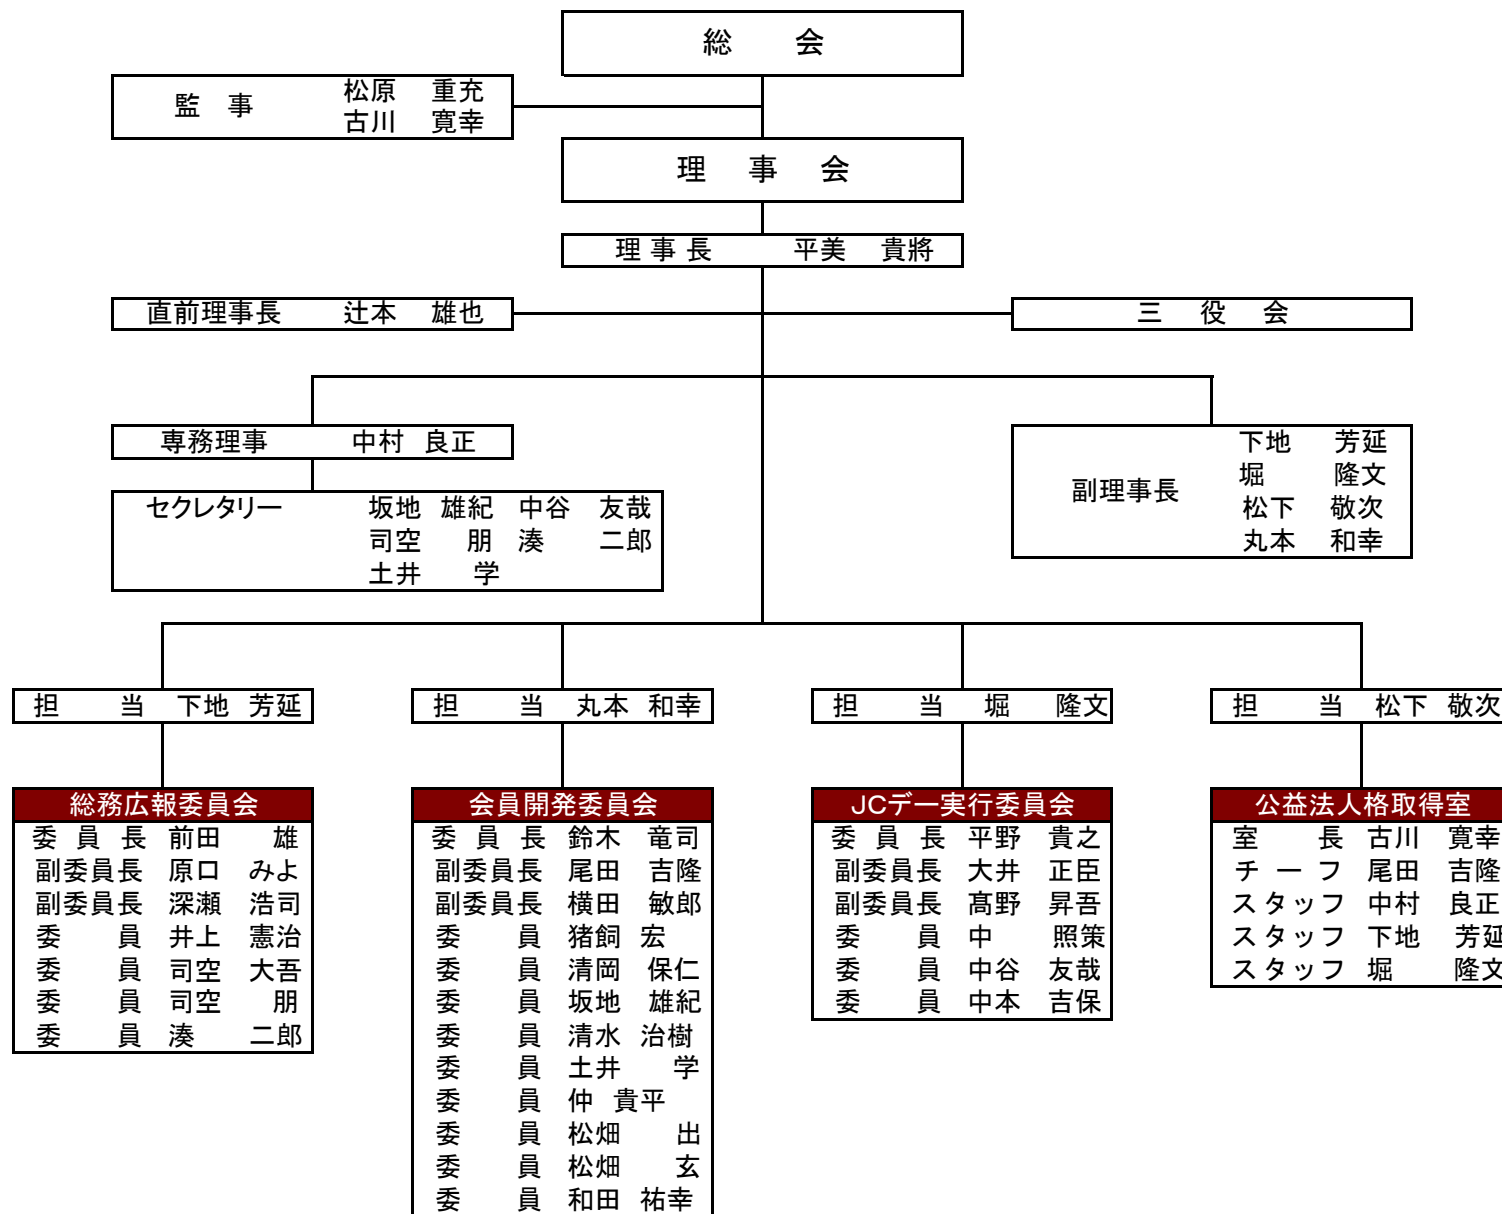 総　会
監　事　松原　重充
古川　寛幸
理　事　会
理 事 長　平美　貴將
直前理事長　辻本　雄也
三　役　会
専務理事　中村 良正
セクレタリー　坂地 雄紀 中谷 友哉
司空　朋 湊　二郎
土井　学
副理事長
下地　芳延
堀　隆文
松下　敬次
丸本　和幸
担　当 下地 芳延
総務広報委員会
委 員 長 前田　雄
副委員長 原口 みよ
副委員長 深瀬 浩司
委　員 井上 憲治
委　員 司空 大吾
委　員 司空　朋
委　員 湊　二郎
担　当 丸本 和幸
会員開発委員会
委 員 長 鈴木 竜司
副委員長 尾田 吉隆
副委員長 横田 敏郎
委　員 猪飼 宏
委　員 清岡 保仁
委　員 坂地 雄紀
委　員 清水 治樹
委　員 土井　学
委　員 仲 貴平
委　員 松畑　出
委　員 松畑　玄
委　員 和田 祐幸
担　当 堀　隆文
JCデー実行委員会
委 員 長 平野 貴之
副委員長 大井 正臣
副委員長 髙野 昇吾
委　員 中　照策
委　員 中谷 友哉
委　員 中本 吉保
担　当 松下 敬次
公益法人格取得室
室　長 古川 寛幸
チ ー フ 尾田 吉隆
スタッフ 中村 良正
スタッフ 下地 芳延
スタッフ 堀　隆文